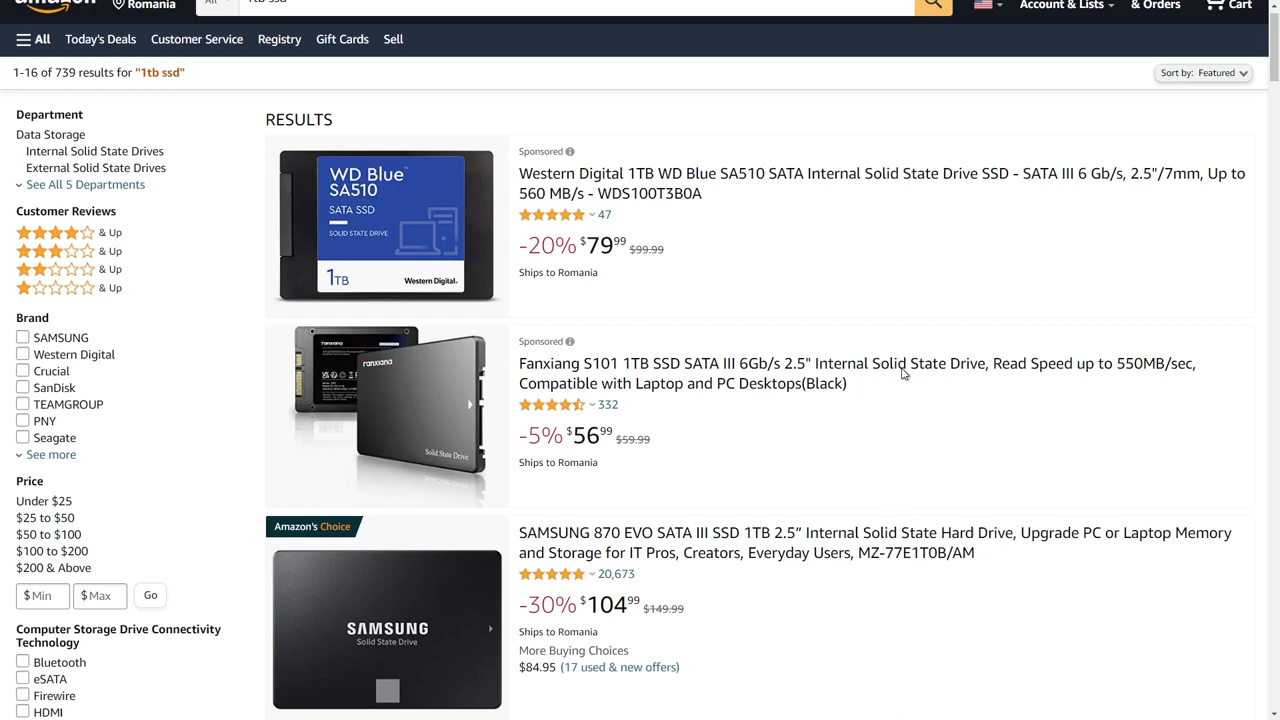 amazon
Romania
All
1tb ssd
Account & Lists
& Orders
Cart
All
Today's Deals
Customer Service
Registry
Gift Cards
Sell
1-16 of 739 results for "1tb ssd"
Sort by: Featured
Department
Data Storage
Internal Solid State Drives
External Solid State Drives
See All 5 Departments
Customer Reviews
& Up
& Up
& Up
& Up
Brand
SAMSUNG
Western Digital
Crucial
SanDisk
TEAMGROUP
PNY
Seagate
See more
Price
Under $25
$25 to $50
$50 to $100
$100 to $200
$200 & Above
$ Min
$ Max
Go
Computer Storage Drive Connectivity
Technology
Bluetooth
eSATA
Firewire
HDMI
RESULTS
WD Blue™
SA510
SATA SSD
SOLID STATE DRIVE
1TB
Western Digital.
Sponsored
Western Digital 1TB WD Blue SA510 SATA Internal Solid State Drive SSD - SATA III 6 Gb/s, 2.5"/7mm, Up to
560 MB/s - WDS100T3B0A
47
-20% $79.99 $99.99
Ships to Romania
fanxiang
fanxiang
Solid State Drive
Sponsored
Fanxiang S101 1TB SSD SATA III 6Gb/s 2.5" Internal Solid State Drive, Read Speed up to 550MB/sec,
Compatible with Laptop and PC Desktops(Black)
332
-5% $56.99 $59.99
Ships to Romania
Amazon's Choice
SAMSUNG
Solid State Drive
SAMSUNG 870 EVO SATA III SSD 1TB 2.5” Internal Solid State Hard Drive, Upgrade PC or Laptop Memory
and Storage for IT Pros, Creators, Everyday Users, MZ-77E1T0B/AM
20,673
-30% $104.99 $149.99
Ships to Romania
More Buying Choices
$84.95 (17 used & new offers)